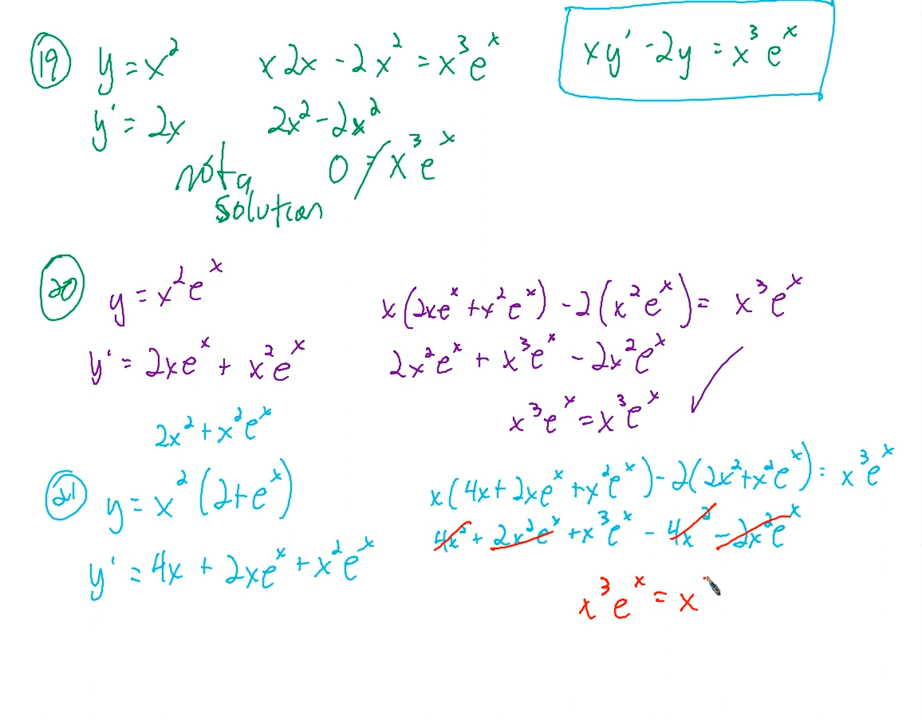 19 y = x² x2x - 2x² = x³eˣ xy' - 2y = x³eˣ
y' = 2x 2x² - 2x²
not a 0 ≠ x³eˣ
solution
20 y = x²eˣ x(2xeˣ + x²eˣ) - 2(x²eˣ) = x³eˣ
y' = 2xeˣ + x²eˣ 2x²eˣ + x³eˣ - 2x²eˣ
x³eˣ = x³eˣ ✓
2x² + x²eˣ
21 y = x²(2+eˣ) x(4x + 2xeˣ + x²eˣ) - 2(2x² + x²eˣ) = x³eˣ
4x² + 2x²eˣ + x³eˣ - 4x² - 2x²eˣ
y' = 4x + 2xeˣ + x²eˣ
x³eˣ = x